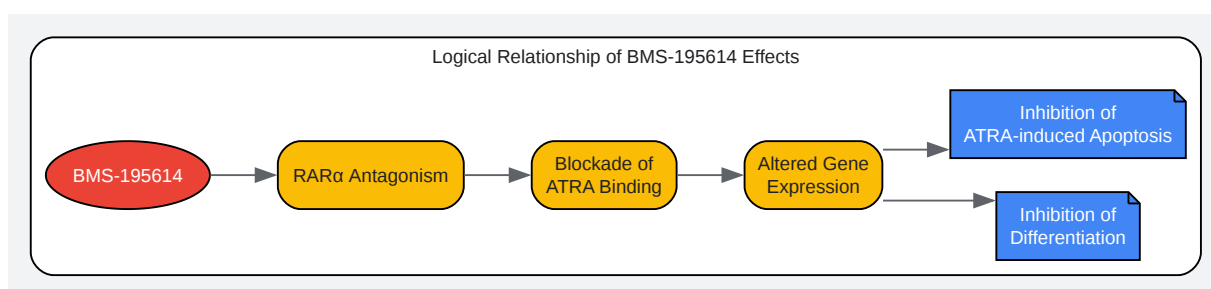 Logical Relationship of BMS-195614 Effects
BMS-195614
RARα Antagonism
Blockade of
ATRA Binding
Altered Gene
Expression
Inhibition of
ATRA-induced Apoptosis
Inhibition of
Differentiation